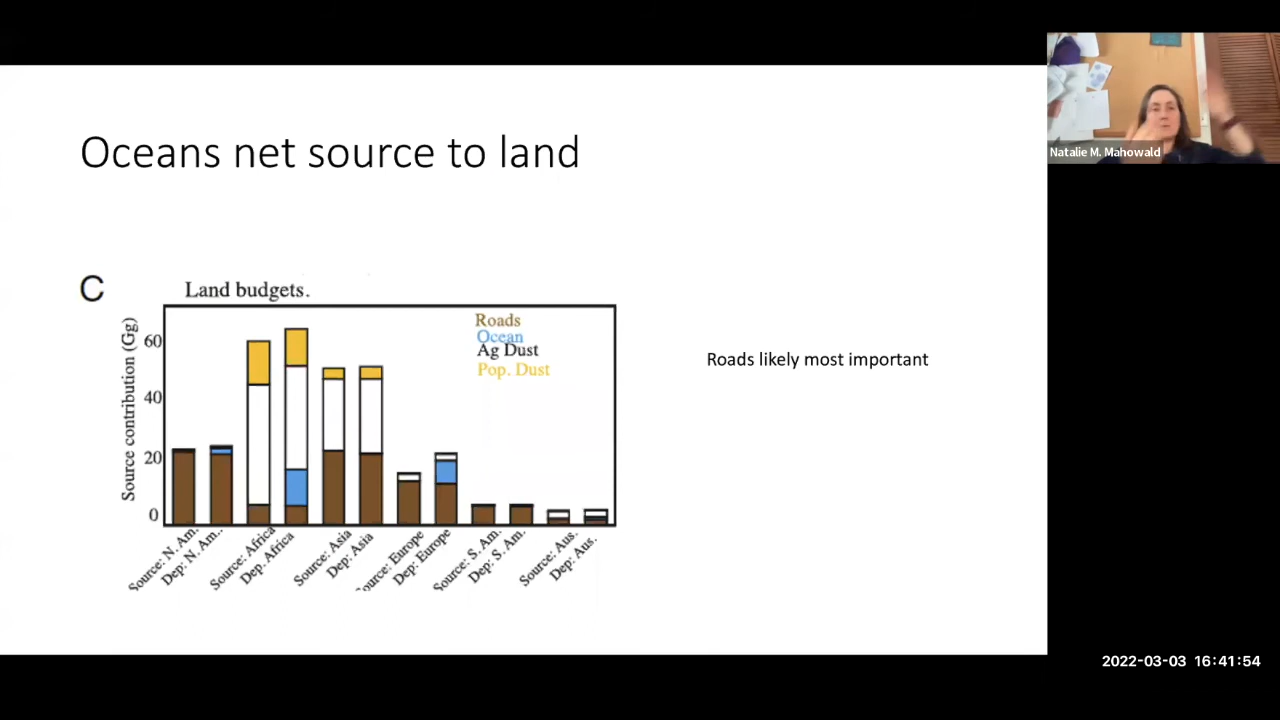 Natalie M. Mahowald
Oceans net source to land
C
Land budgets.
Source contribution (Gg)
60
40
20
0
Roads
Ocean
Ag Dust
Pop. Dust
Source: N. Am.
Dep: N. Am..
Source: Africa
Dep. Africa
Source: Asia
Dep: Asia
ource: Europe
Dep: Europe
Source: S. Am.
Dep: S. Am.
Source: Aus.
Dep: Aus.
Roads likely most important
2022-03-03 16:41:54